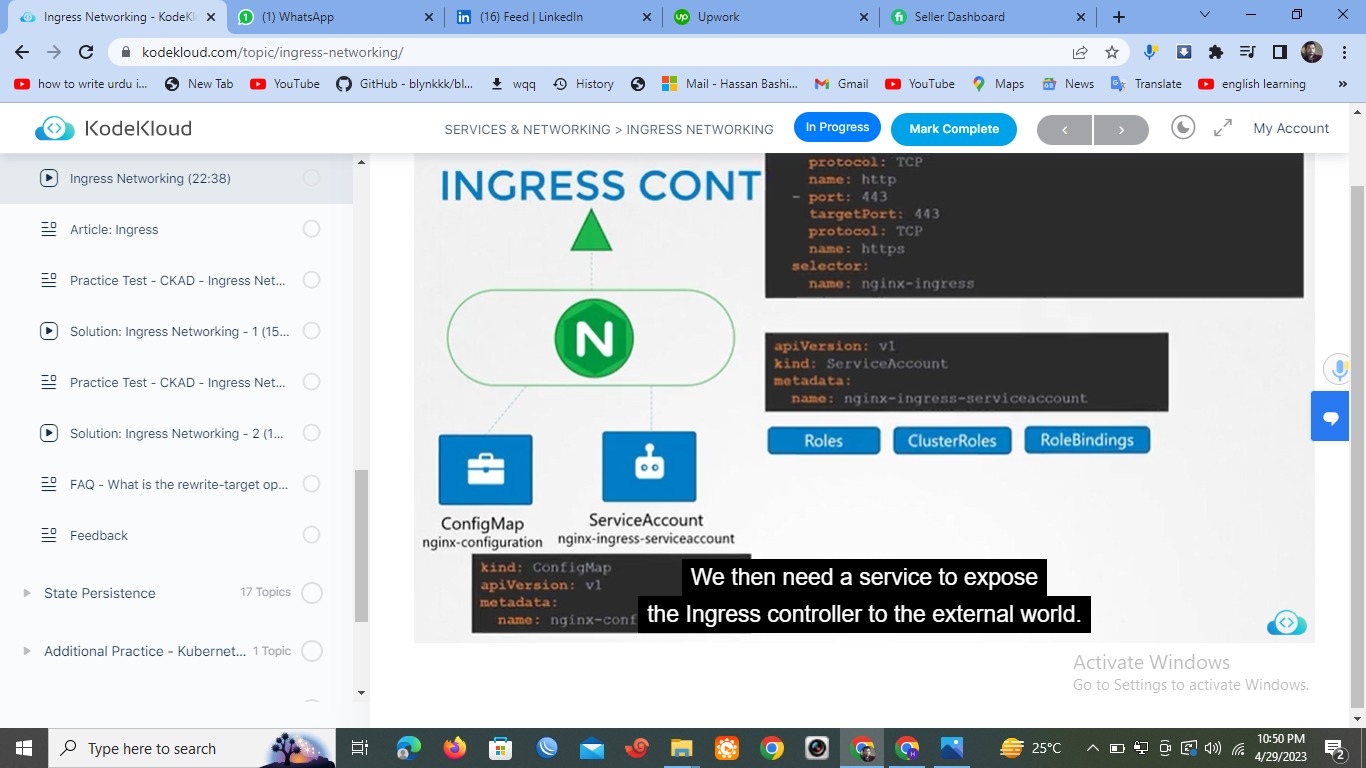 Ingress Networking - KodeKl
(1) WhatsApp
(16) Feed | LinkedIn
Upwork
Seller Dashboard
kodekloud.com/topic/ingress-networking/
how to write urdu i...
New Tab
YouTube
GitHub - blynkkk/bl...
wqq
History
Mail - Hassan Bashi...
Gmail
YouTube
Maps
News
Translate
english learning
KodeKloud
SERVICES & NETWORKING > INGRESS NETWORKING
In Progress
Mark Complete
My Account
Ingress Networking (22:38)
Article: Ingress
Practice Test - CKAD - Ingress Net...
Solution: Ingress Networking - 1 (15...
Practice Test - CKAD - Ingress Net...
Solution: Ingress Networking - 2 (1...
FAQ - What is the rewrite-target op...
Feedback
State Persistence
17 Topics
Additional Practice - Kubernet...
1 Topic
INGRESS CONT
protocol: TCP
name: http
- port: 443
targetPort: 443
protocol: TCP
name: https
selector:
name: nginx-ingress
N
apiVersion: v1
kind: ServiceAccount
metadata:
name: nginx-ingress-serviceaccount
Roles
ClusterRoles
RoleBindings
ConfigMap
nginx-configuration
ServiceAccount
nginx-ingress-serviceaccount
kind: ConfigMap
apiVersion: v1
metadata:
name: nginx-conf
We then need a service to expose
the Ingress controller to the external world.
Activate Windows
Go to Settings to activate Windows.
Type here to search
25°C
10:50 PM
4/29/2023
2